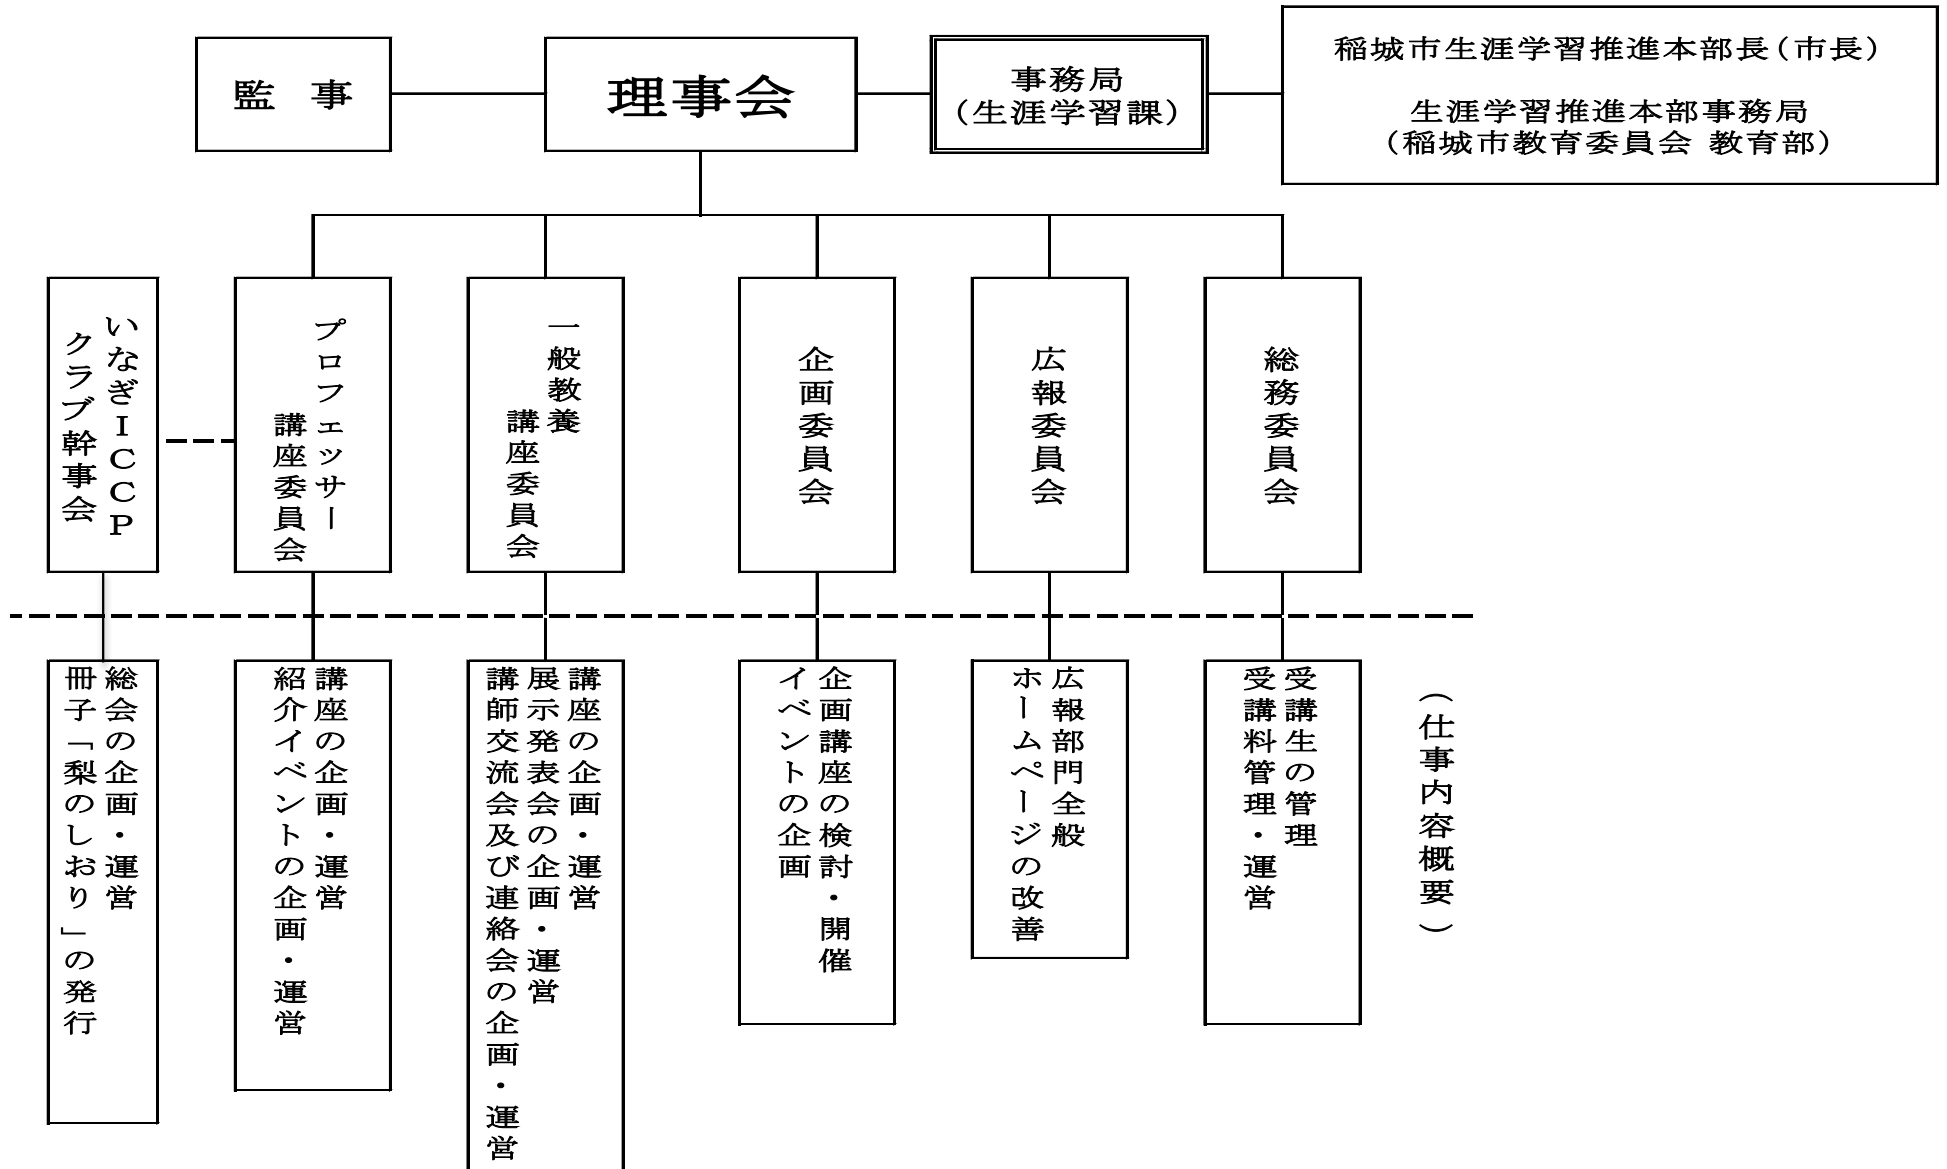 監　事
理事会
事務局
（生涯学習課）
稲城市生涯学習推進本部長（市長）
生涯学習推進本部事務局
（稲城市教育委員会 教育部）
総務委員会
広報委員会
企画委員会
一般教養
講座委員会
プロフェッサー
講座委員会
いなぎＩＣＣＰ
クラブ幹事会
（仕事内容概要）
受講生の管理
受講料管理・運営
広報部門全般
ホームページの改善
企画講座の検討・開催
イベントの企画
講座の企画・運営
展示発表会の企画・運営
講師交流会及び連絡会の企画・運営
講座の企画・運営
紹介イベントの企画・運営
総会の企画・運営
冊子「梨のしおり」の発行